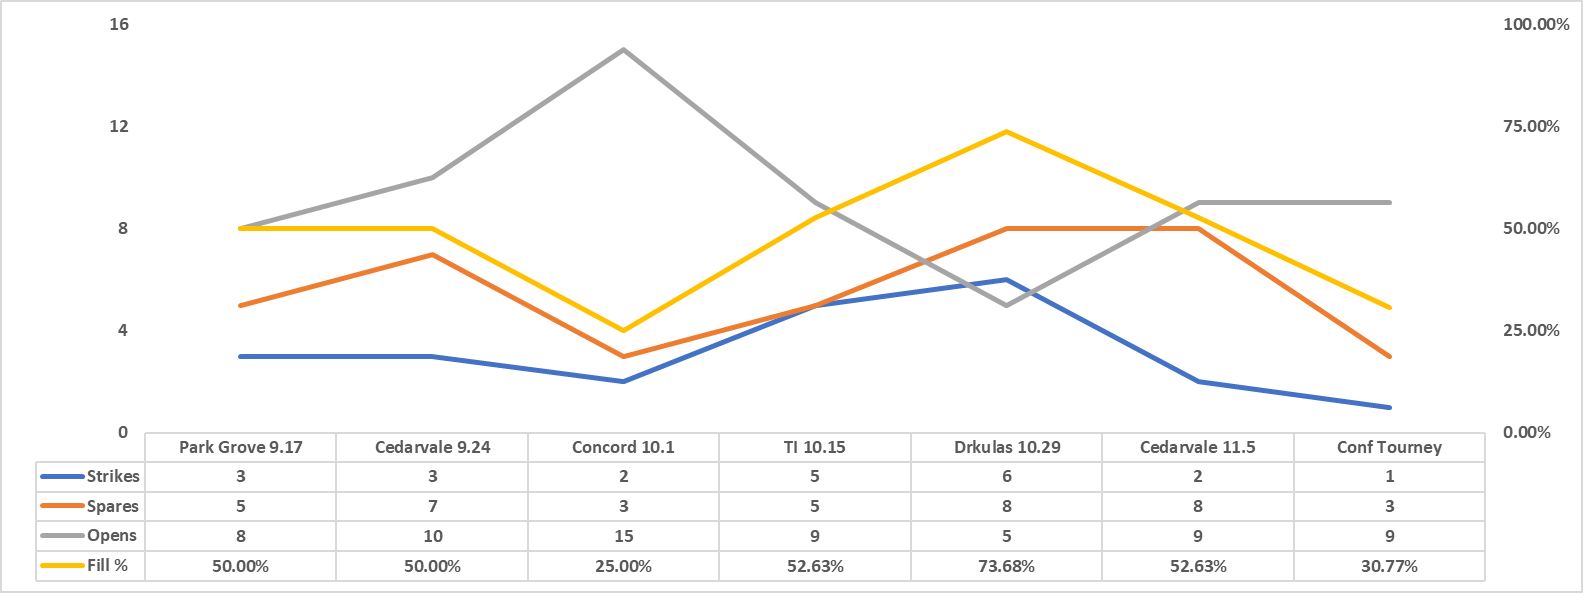 16 100.00%
12 75.00%
8 50.00%
4 25.00%
0 0.00%
Park Grove 9.17 Cedarvale 9.24 Concord 10.1 TI 10.15 Drkulas 10.29 Cedarvale 11.5 Conf Tourney
Strikes 3 3 2 5 6 2 1
Spares 5 7 3 5 8 8 3
Opens 8 10 15 9 5 9 9
Fill % 50.00% 50.00% 25.00% 52.63% 73.68% 52.63% 30.77%